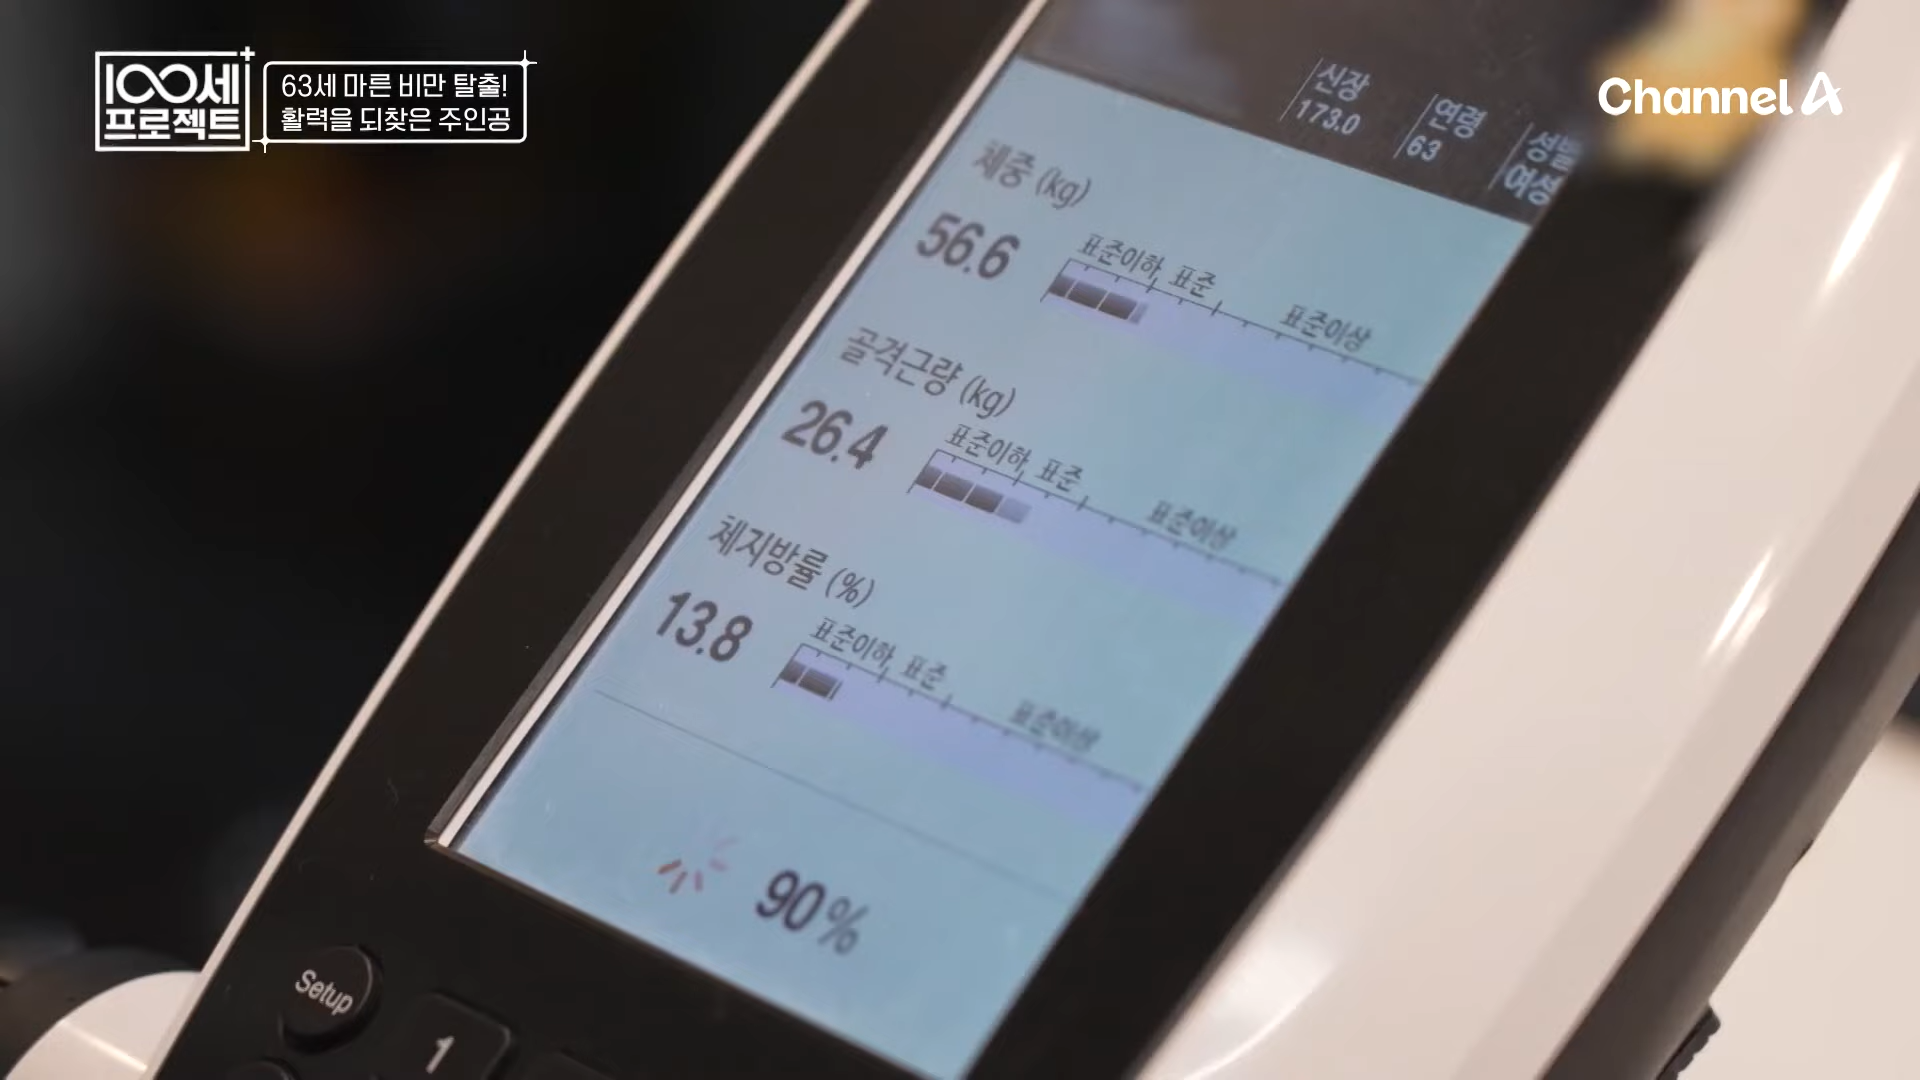 100세
프로젝트
63세 마른 비만 탈출!
활력을 되찾은 주인공
Channel A
신장
173.0
연령
63
성별
여성
체중 (kg)
56.6
표준이하 표준 표준이상
골격근량 (kg)
26.4
표준이하 표준 표준이상
체지방률 (%)
13.8
표준이하 표준 표준이상
90%
Setup
1